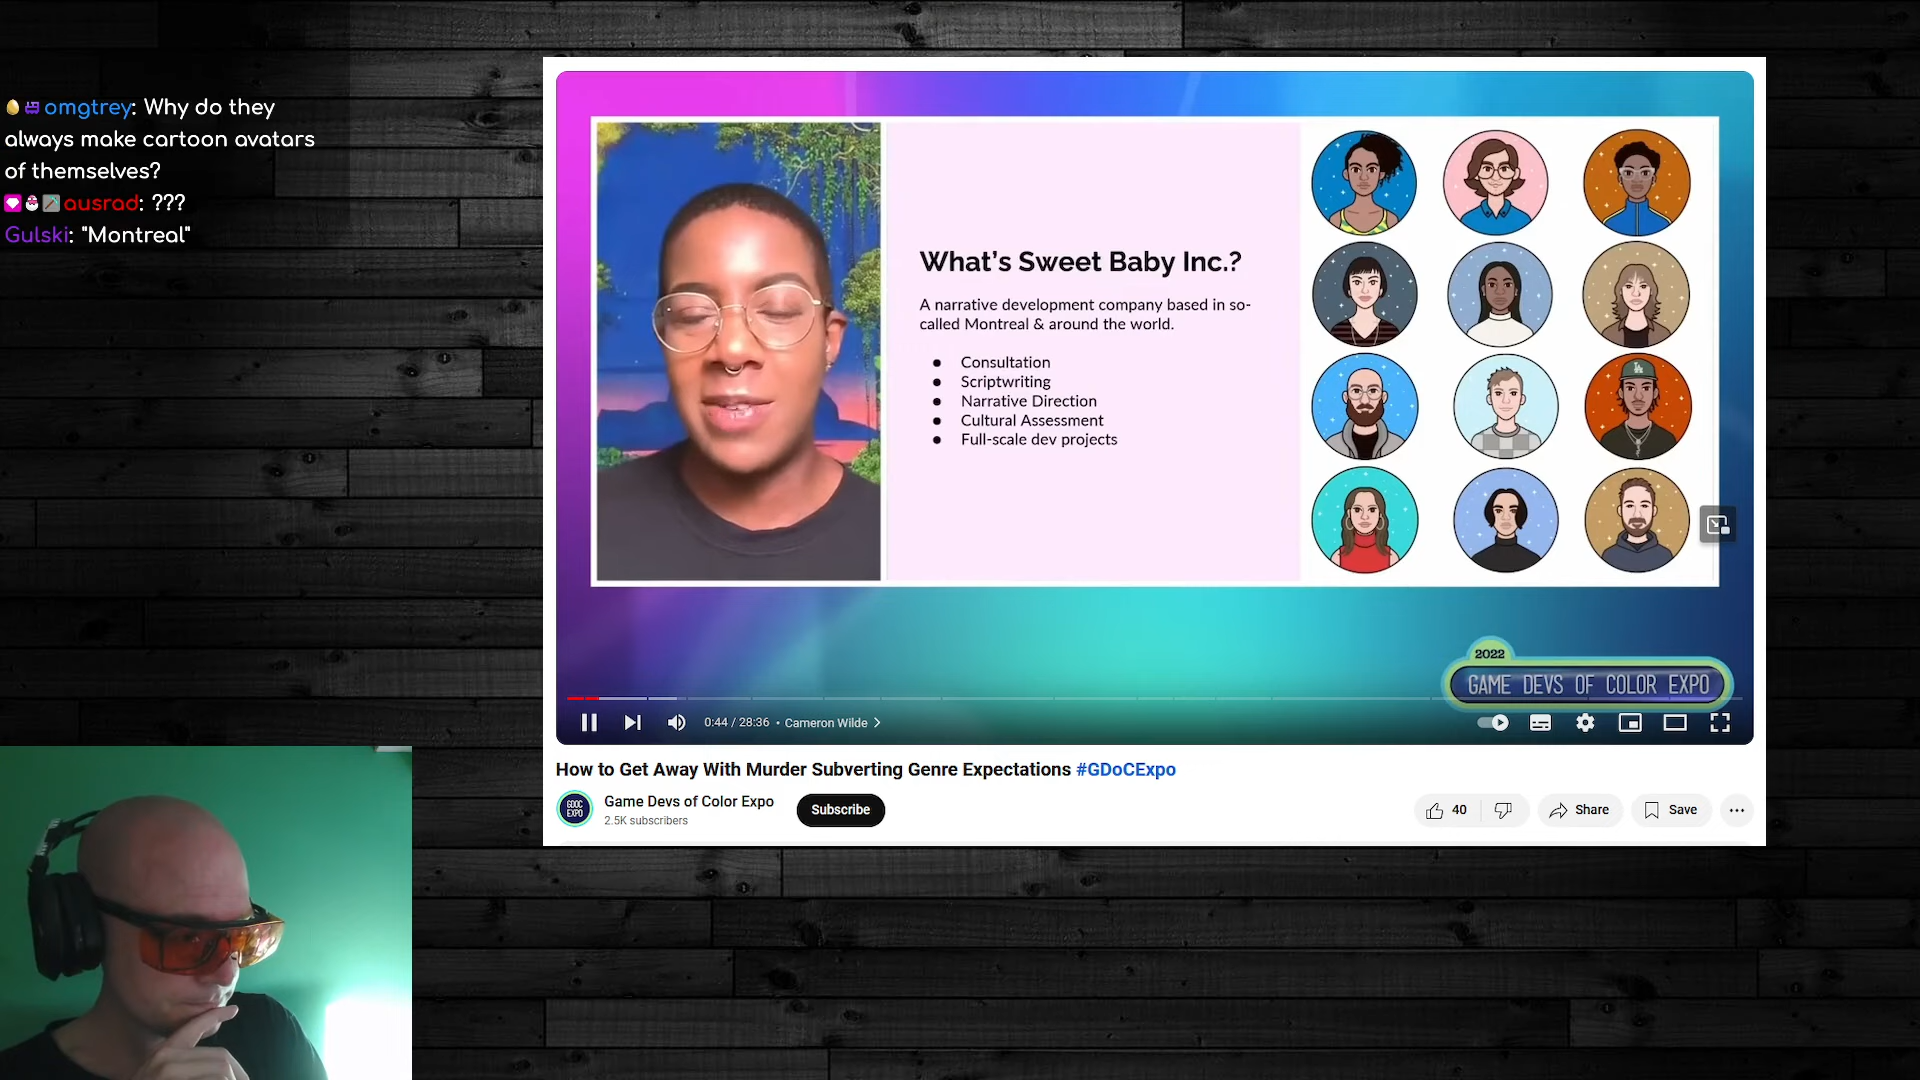 omgtrey: Why do they
always make cartoon avatars
of themselves?
ausrad: ???
Gulski: "Montreal"
What's Sweet Baby Inc.?
A narrative development company based in so-
called Montreal & around the world.
● Consultation
● Scriptwriting
● Narrative Direction
● Cultural Assessment
● Full-scale dev projects
LA
2022
GAME DEVS OF COLOR EXPO
0:44 / 28:36 • Cameron Wilde
How to Get Away With Murder Subverting Genre Expectations #GDoCExpo
GDOC
EXPO
Game Devs of Color Expo
2.5K subscribers
Subscribe
40
Share
Save